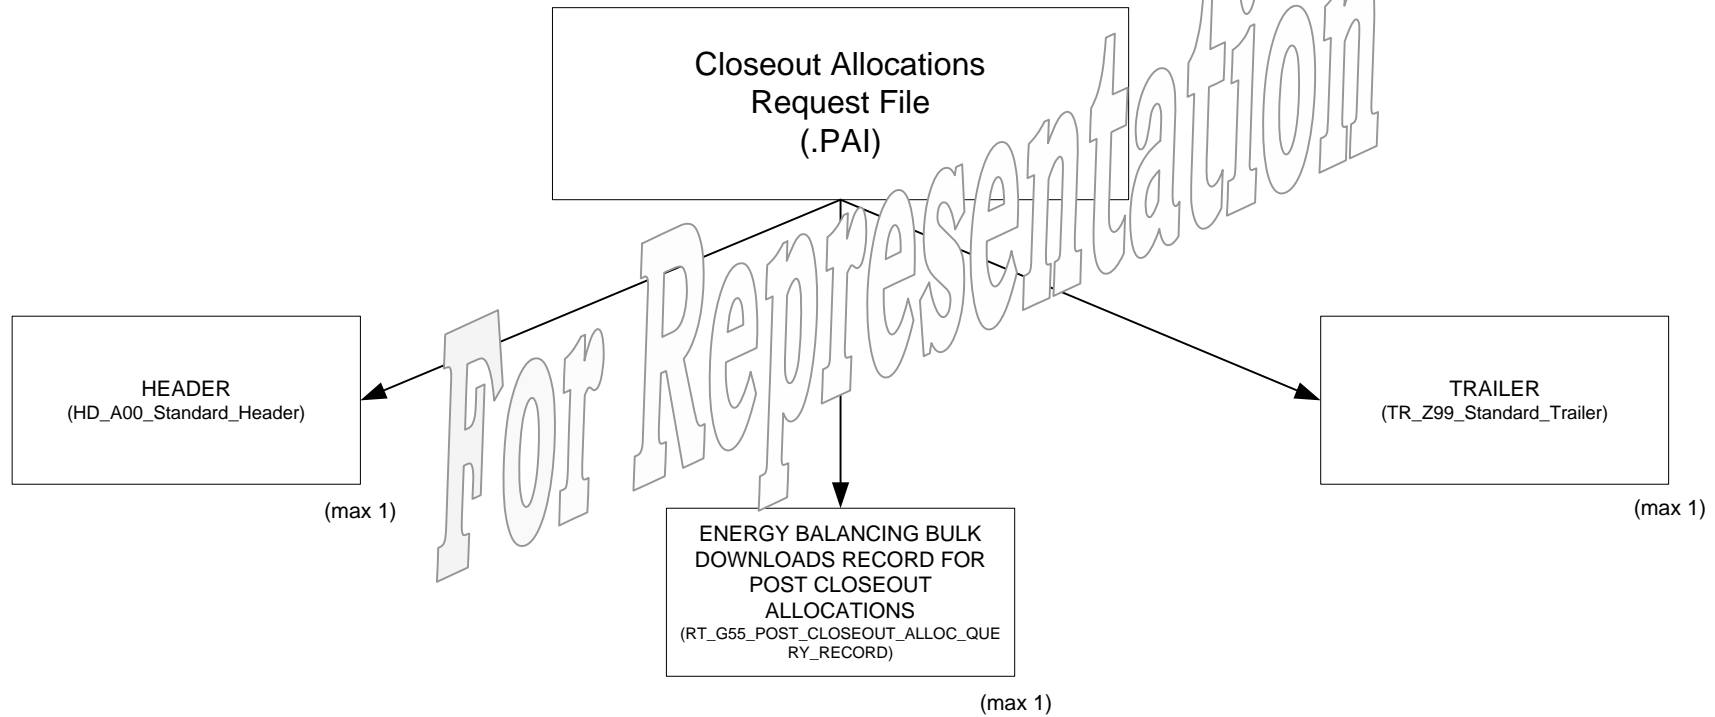 Closeout Allocations
Request File
(.PAI)
For Representation
HEADER
(HD_A00_Standard_Header)
(max 1)
TRAILER
(TR_Z99_Standard_Trailer)
(max 1)
ENERGY BALANCING BULK
DOWNLOADS RECORD FOR
POST CLOSEOUT
ALLOCATIONS
(RT_G55_POST_CLOSEOUT_ALLOC_QUE
RY_RECORD)
(max 1)